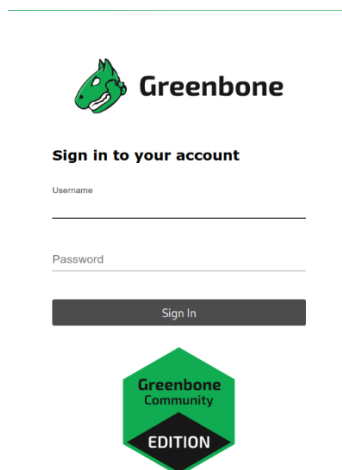 Greenbone
Sign in to your account
Username
Password
Sign In
Greenbone
Community
EDITION